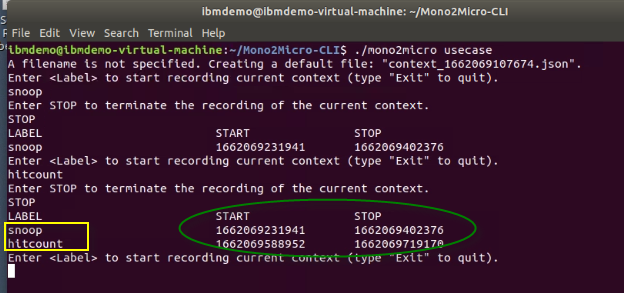 ibmdemo@ibmdemo-virtual-machine: ~/Mono2Micro-CLI
File Edit View Search Terminal Help
ibmdemo@ibmdemo-virtual-machine:~/Mono2Micro-CLI$ ./mono2micro usecase
A filename is not specified. Creating a default file: "context_1662069107674.json".
Enter <Label> to start recording current context (type "Exit" to quit).
snoop
Enter STOP to terminate the recording of the current context.
STOP
LABEL START STOP
snoop 1662069231941 1662069402376
Enter <Label> to start recording current context (type "Exit" to quit).
hitcount
Enter STOP to terminate the recording of the current context.
STOP
LABEL START STOP
snoop 1662069231941 1662069402376
hitcount 1662069588952 1662069719170
Enter <Label> to start recording current context (type "Exit" to quit).